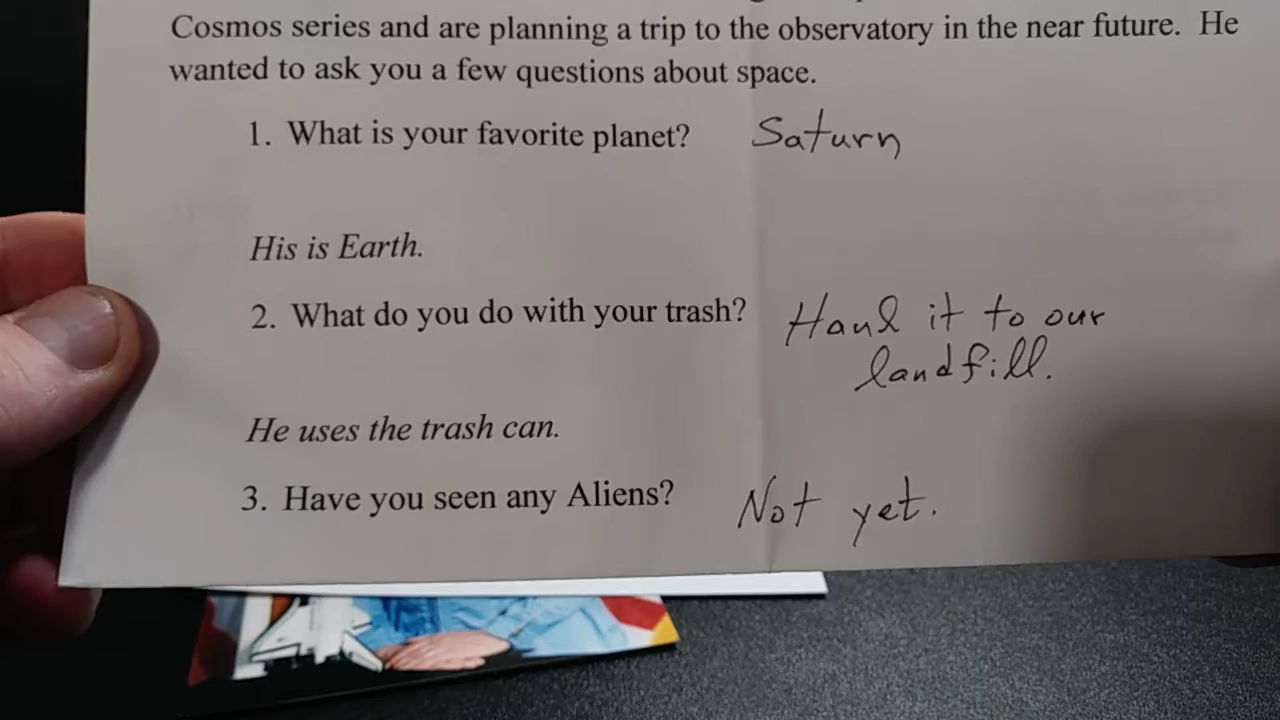 Cosmos series and are planning a trip to the observatory in the near future. He
wanted to ask you a few questions about space.
1. What is your favorite planet? Saturn
His is Earth.
2. What do you do with your trash? Haul it to our
landfill.
He uses the trash can.
3. Have you seen any Aliens? Not yet.